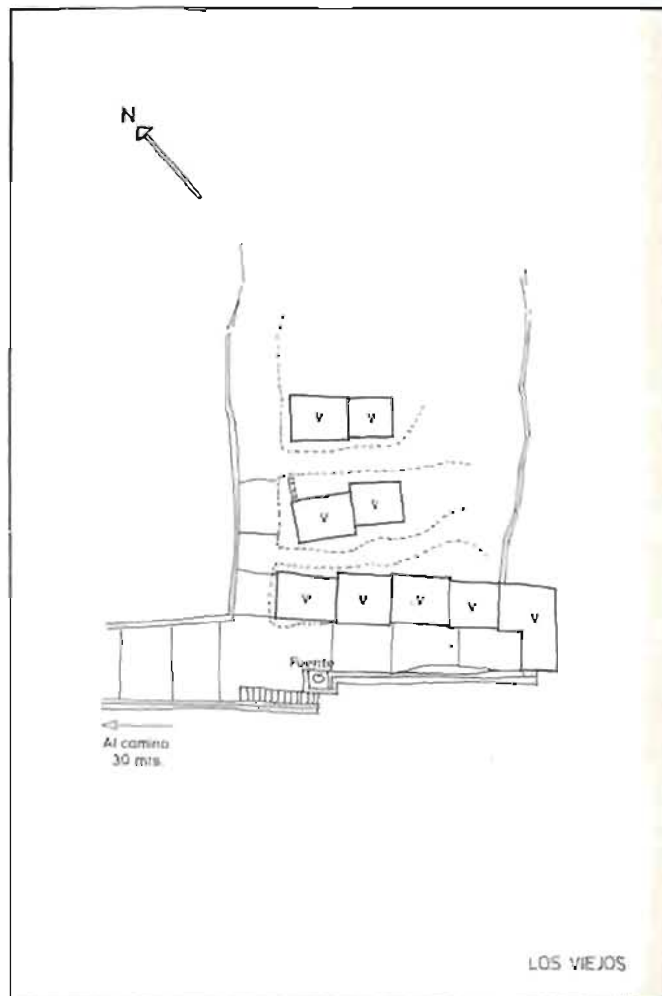 N
V V
V V
V V V V V
Fuente
Al camino
30 mts.
LOS VIEJOS